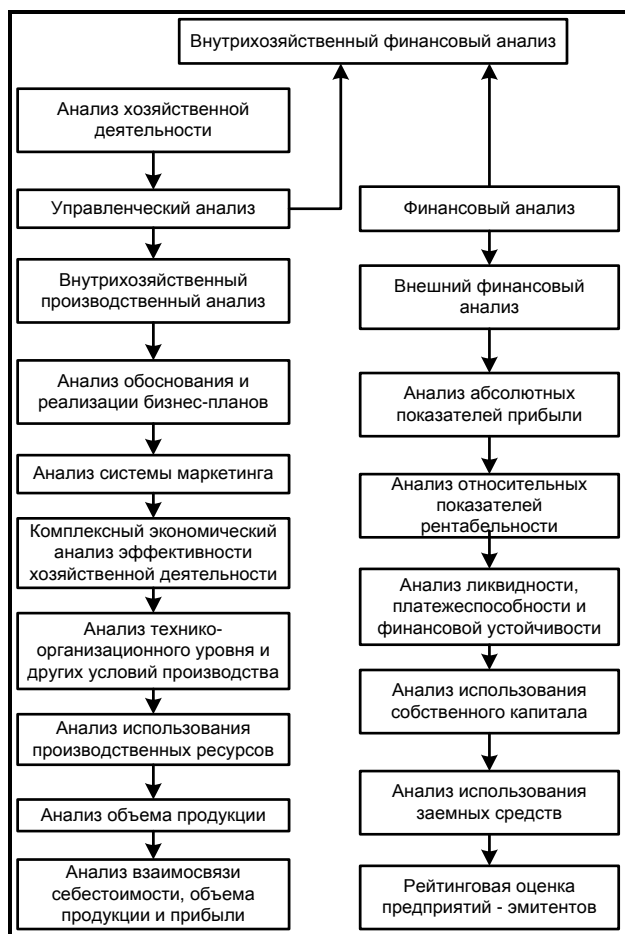 Внутрихозяйственный финансовый анализ
Анализ хозяйственной
деятельности
Управленческий анализ
Внутрихозяйственный
производственный анализ
Анализ обоснования и
реализации бизнес-планов
Анализ системы маркетинга
Комплексный экономический
анализ эффективности
хозяйственной деятельности
Анализ технико-
организационного уровня и
других условий производства
Анализ использования
производственных ресурсов
Анализ объема продукции
Анализ взаимосвязи
себестоимости, объема
продукции и прибыли
Финансовый анализ
Внешний финансовый
анализ
Анализ абсолютных
показателей прибыли
Анализ относительных
показателей
рентабельности
Анализ ликвидности,
платежеспособности и
финансовой устойчивости
Анализ использования
собственного капитала
Анализ использования
заемных средств
Рейтинговая оценка
предприятий - эмитентов